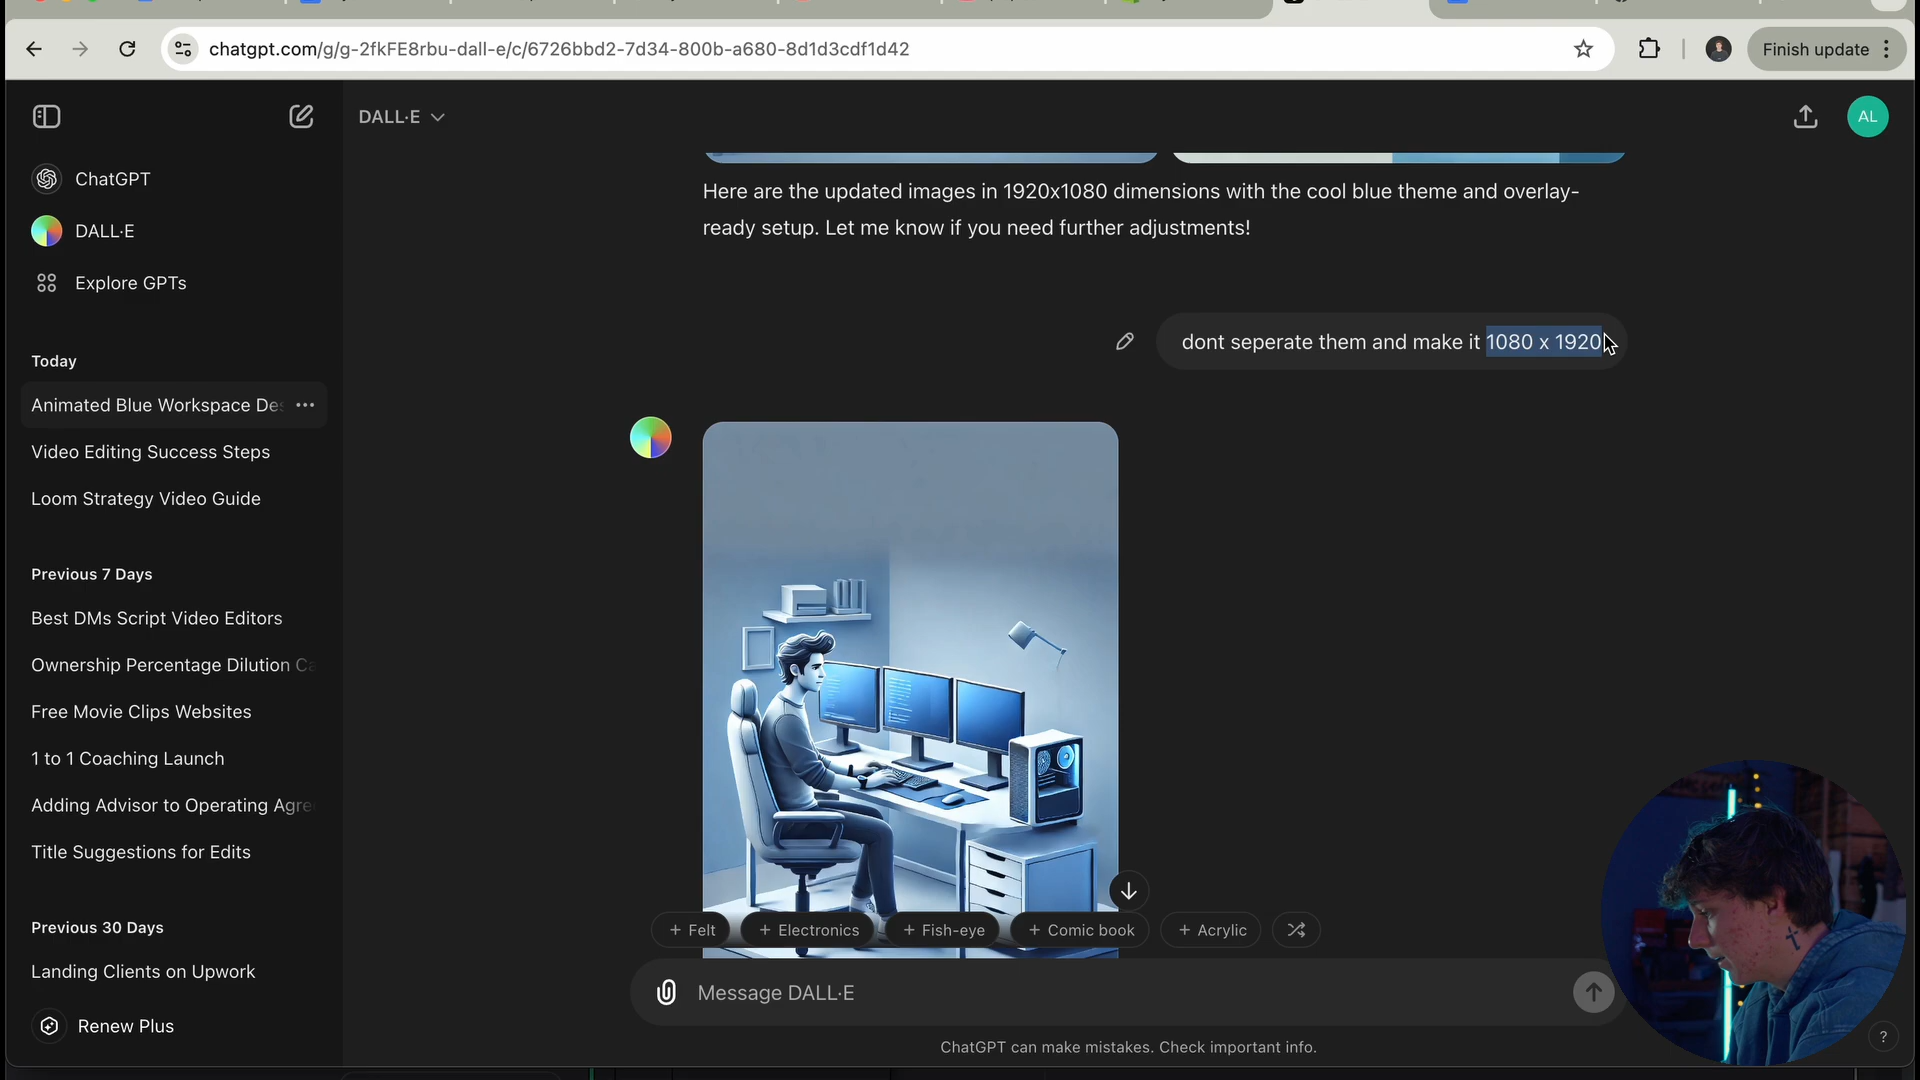 chatgpt.com/g/g-2fkFE8rbu-dall-e/c/6726bbd2-7d34-800b-a680-8d1d3cdf1d42
Finish update
DALL·E
AL
ChatGPT
DALL·E
Explore GPTs
Today
Animated Blue Workspace Des
Video Editing Success Steps
Loom Strategy Video Guide
Previous 7 Days
Best DMs Script Video Editors
Ownership Percentage Dilution Ca
Free Movie Clips Websites
1 to 1 Coaching Launch
Adding Advisor to Operating Agre
Title Suggestions for Edits
Previous 30 Days
Landing Clients on Upwork
Renew Plus
Here are the updated images in 1920x1080 dimensions with the cool blue theme and overlay-
ready setup. Let me know if you need further adjustments!
dont seperate them and make it 1080 x 1920
+ Felt
+ Electronics
+ Fish-eye
+ Comic book
+ Acrylic
Message DALL·E
ChatGPT can make mistakes. Check important info.
?